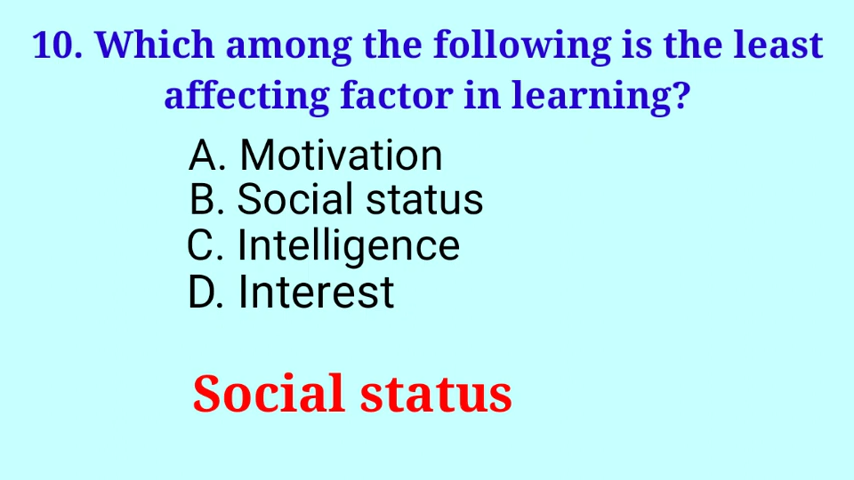 10. Which among the following is the least
affecting factor in learning?
A. Motivation
B. Social status
C. Intelligence
D. Interest
Social status